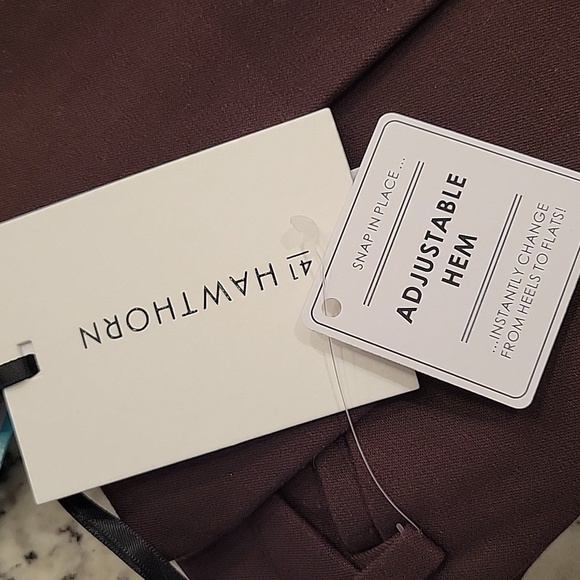 41 HAWTHORN
SNAP IN PLACE ...
ADJUSTABLE
HEM
...INSTANTLY CHANGE
FROM HEELS TO FLATS!